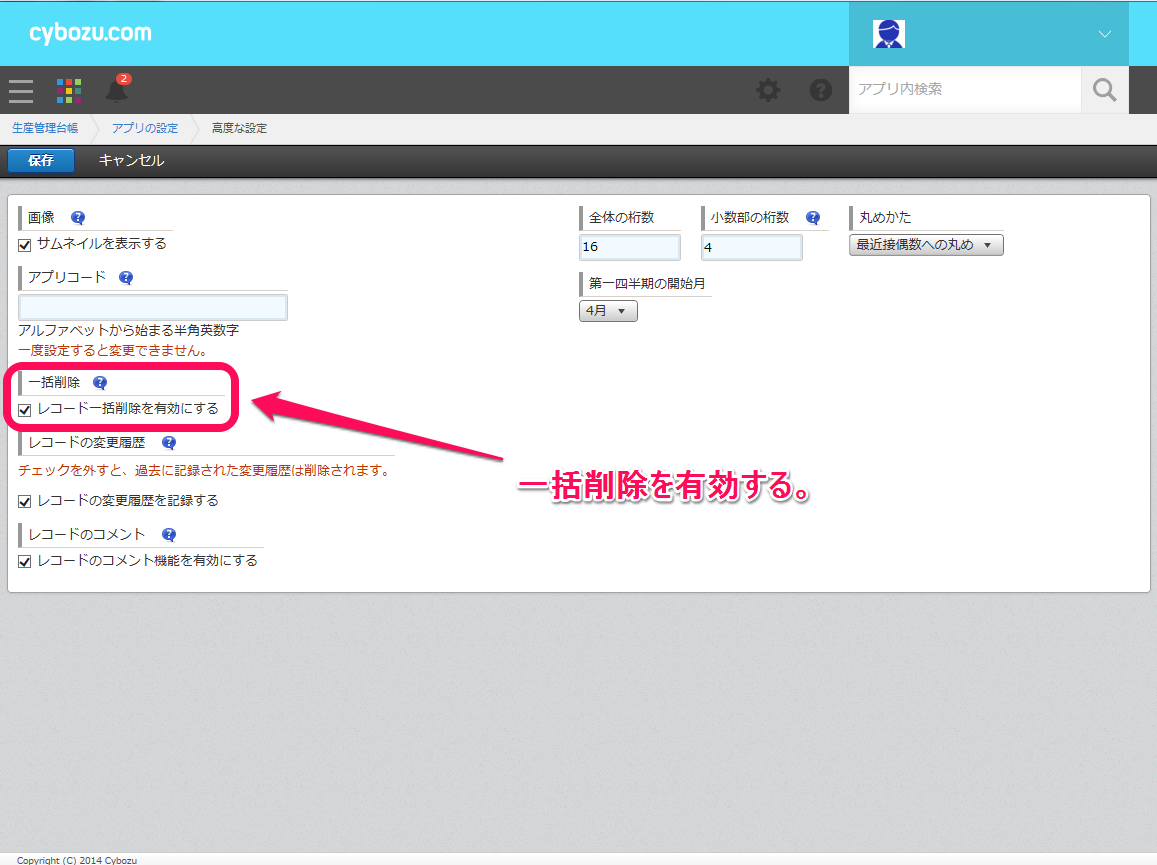 cybozu.com
2
アプリ内検索
生産管理台帳 アプリの設定 高度な設定
保存 キャンセル
画像 ?
サムネイルを表示する
アプリコード ?
アルファベットから始まる半角英数字
一度設定すると変更できません。
一括削除 ?
レコード一括削除を有効にする
レコードの変更履歴 ?
チェックを外すと、過去に記録された変更履歴は削除されます。
レコードの変更履歴を記録する
レコードのコメント ?
レコードのコメント機能を有効にする
全体の桁数 小数部の桁数 ? 丸めかた
16 4 最近接偶数への丸め
第一四半期の開始月
4月
一括削除を有効する。
Copyright (C) 2014 Cybozu